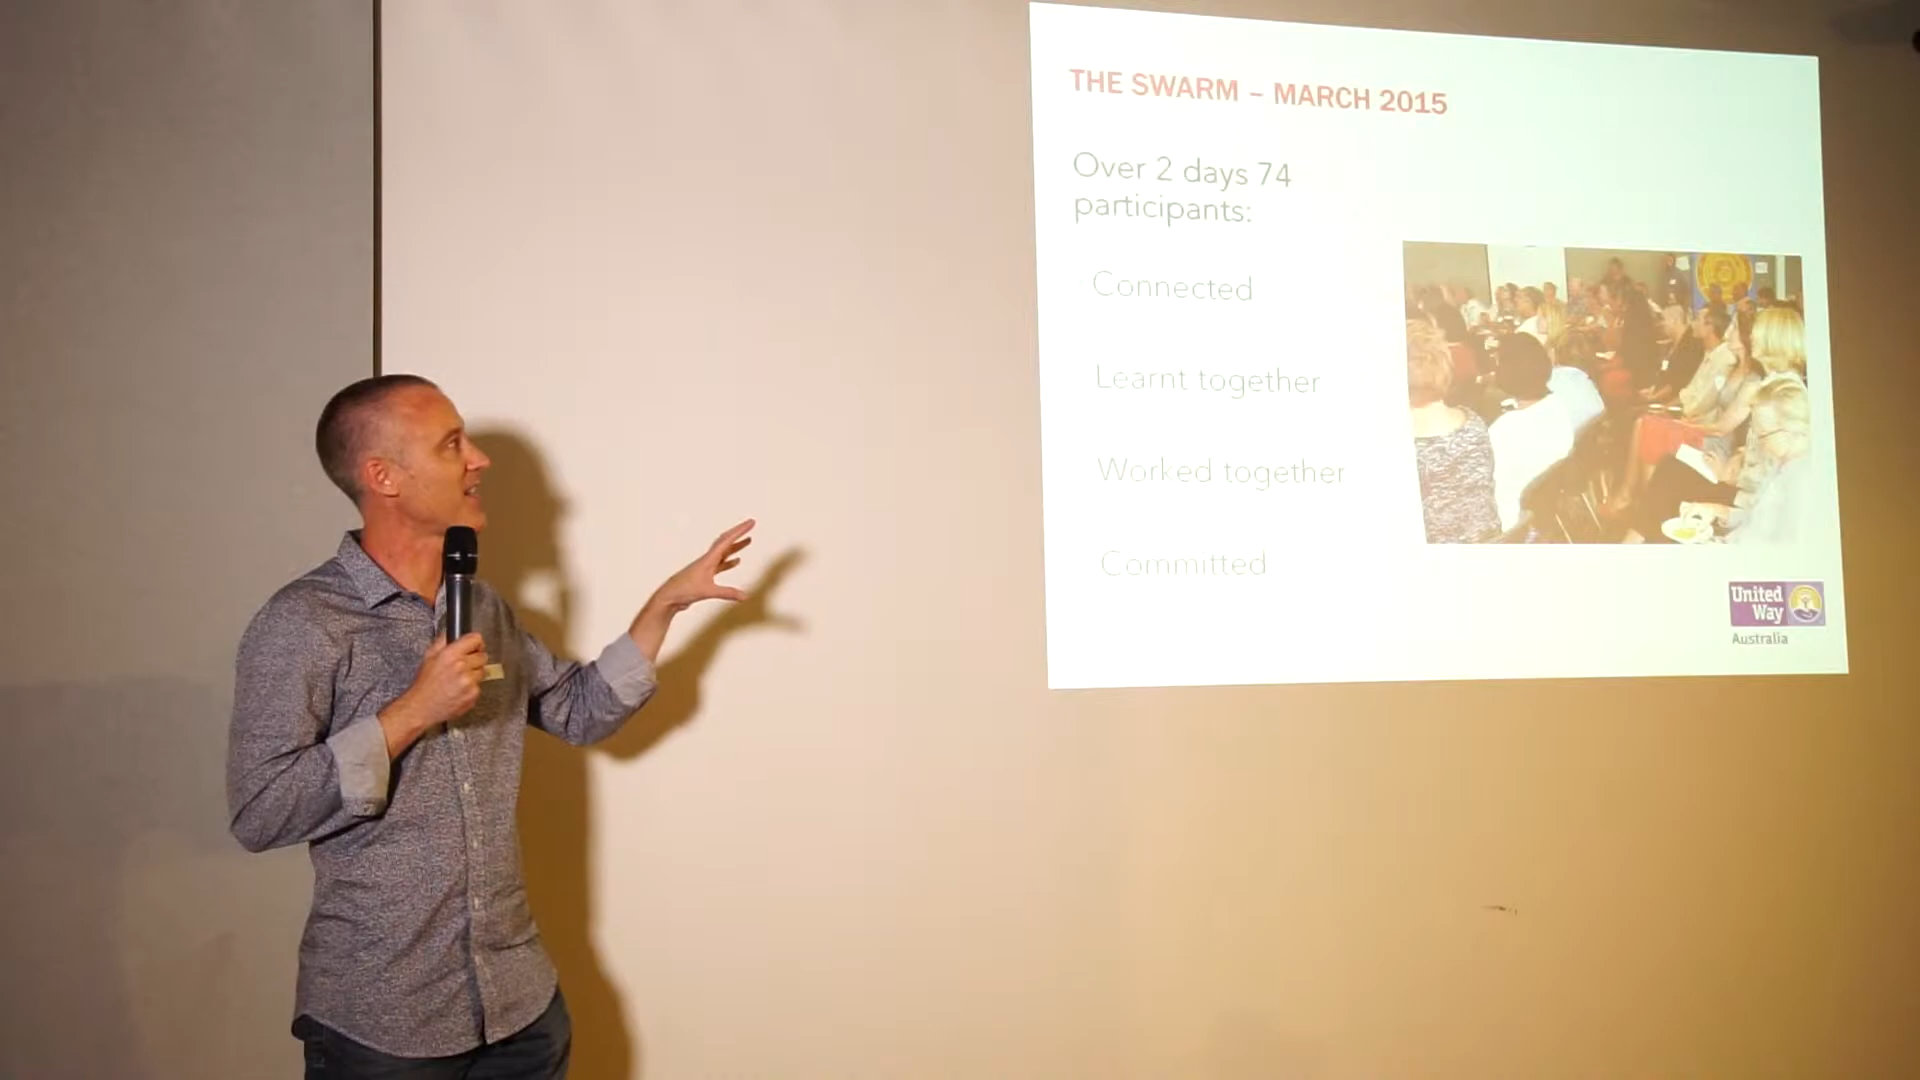 THE SWARM – MARCH 2015
Over 2 days 74
participants:
Connected
Learnt together
Worked together
Committed
United
Way
Australia